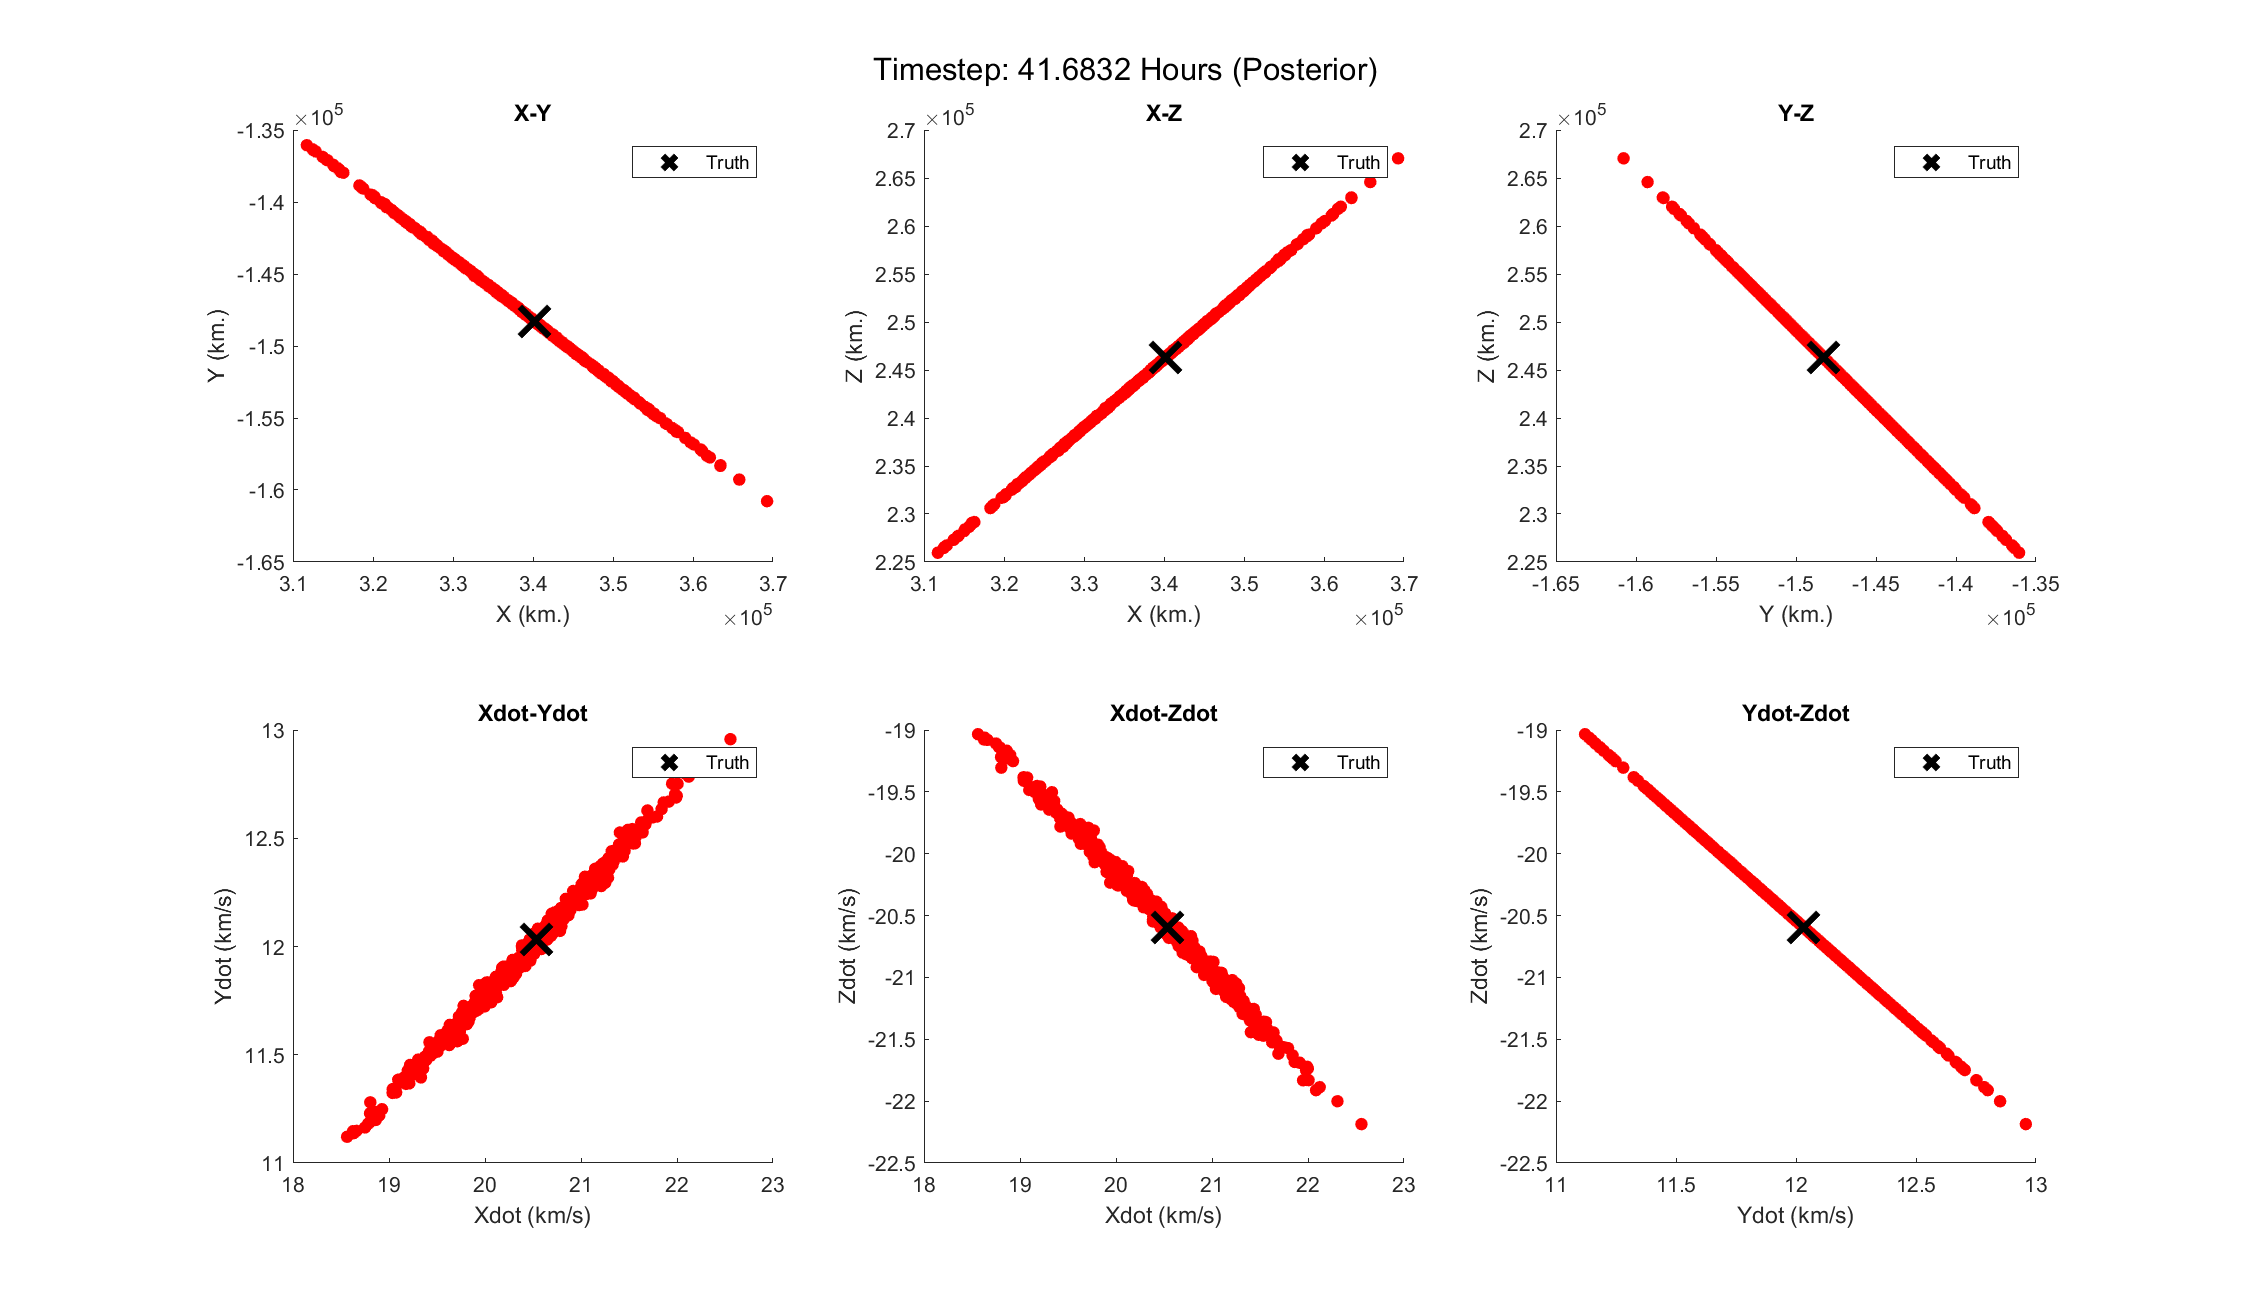 Timestep: 41.6832 Hours (Posterior)
X-Y
×10^5
-1.35
-1.4
-1.45
-1.5
-1.55
-1.6
-1.65
Y (km.)
Truth
3.1 3.2 3.3 3.4 3.5 3.6 3.7
X (km.)
×10^5
X-Z
×10^5
2.7
2.65
2.6
2.55
2.5
2.45
2.4
2.35
2.3
2.25
Z (km.)
Truth
3.1 3.2 3.3 3.4 3.5 3.6 3.7
X (km.)
×10^5
Y-Z
×10^5
2.7
2.65
2.6
2.55
2.5
2.45
2.4
2.35
2.3
2.25
Z (km.)
Truth
-1.65 -1.6 -1.55 -1.5 -1.45 -1.4 -1.35
Y (km.)
×10^5
Xdot-Ydot
13
12.5
12
11.5
11
Ydot (km/s)
Truth
18 19 20 21 22 23
Xdot (km/s)
Xdot-Zdot
-19
-19.5
-20
-20.5
-21
-21.5
-22
-22.5
Zdot (km/s)
Truth
18 19 20 21 22 23
Xdot (km/s)
Ydot-Zdot
-19
-19.5
-20
-20.5
-21
-21.5
-22
-22.5
Zdot (km/s)
Truth
11 11.5 12 12.5 13
Ydot (km/s)